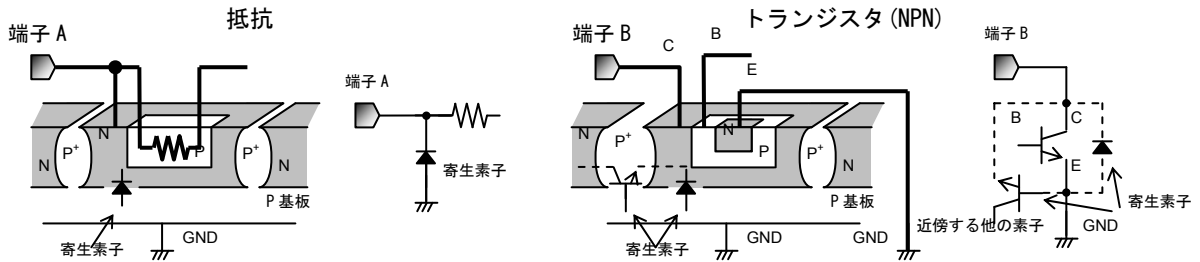 抵抗
端子 A
N
N
P+
P
P+
N
P 基板
寄生素子
GND
端子 A
寄生素子
トランジスタ (NPN)
端子 B
C
B
E
N
N
P+
N
P
P+
N
P 基板
寄生素子
GND
GND
端子 B
B
C
E
寄生素子
近傍する他の素子
GND